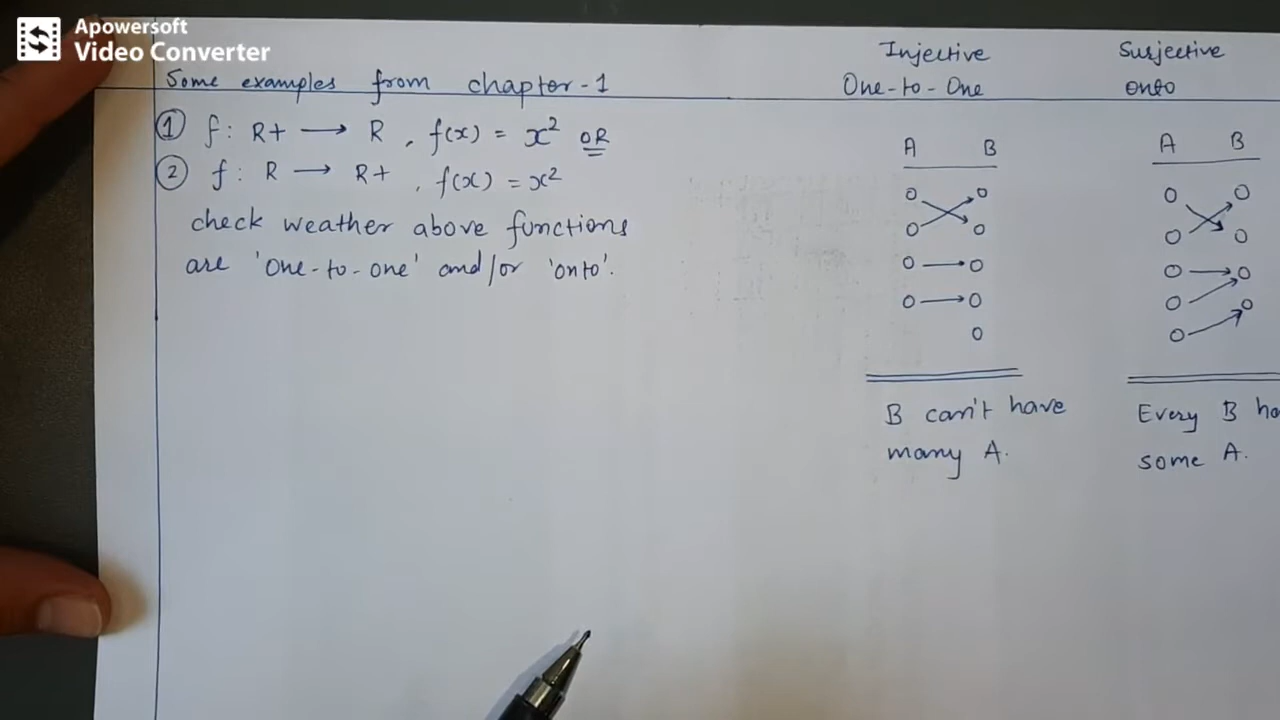 Apowersoft
Video Converter
Some examples from chapter-1
① f: R+ ⟶ R , f(x) = x² OR
② f: R ⟶ R+ , f(x) = x²
check weather above functions
are 'one-to-one' and/or 'onto'.
Injective
One-to-One
A B
B can't have
many A.
Surjective
onto
A B
Every B
some A.